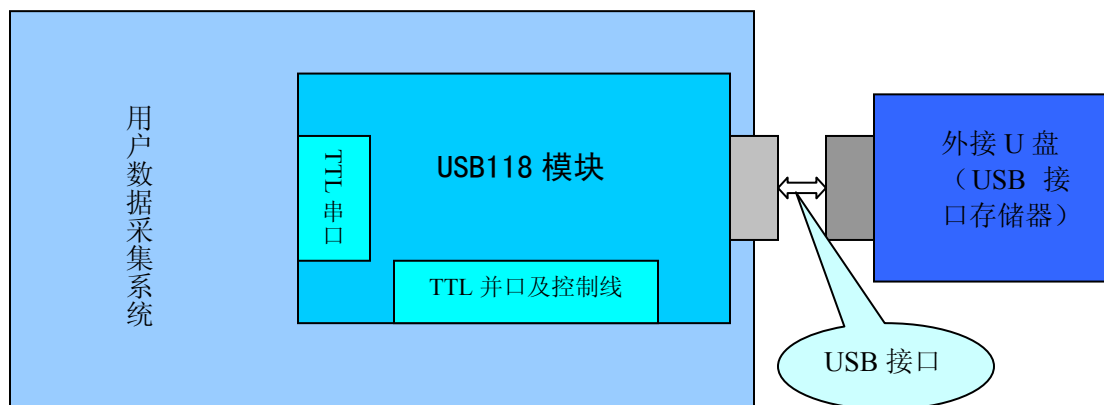 用户数据采集系统
TTL 串口
USB118 模块
TTL 并口及控制线
外接 U 盘
（USB 接
口存储器）
USB 接口